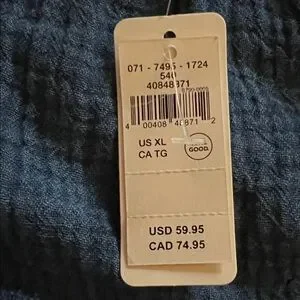 071 - 7495 - 1724
540
40848871
4 00408 40871 2
US XL
CA TG
GOOD.
USD 59.95
CAD 74.95